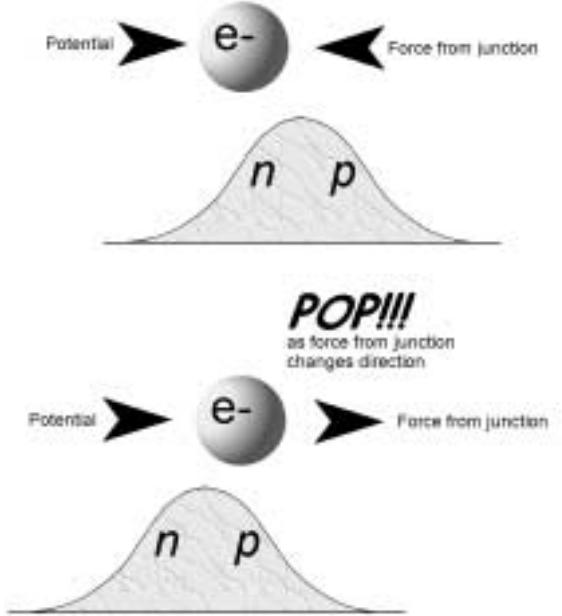 Potential
e-
Force from junction
n p
POP!!!
as force from junction
changes direction
Potential
e-
Force from junction
n p